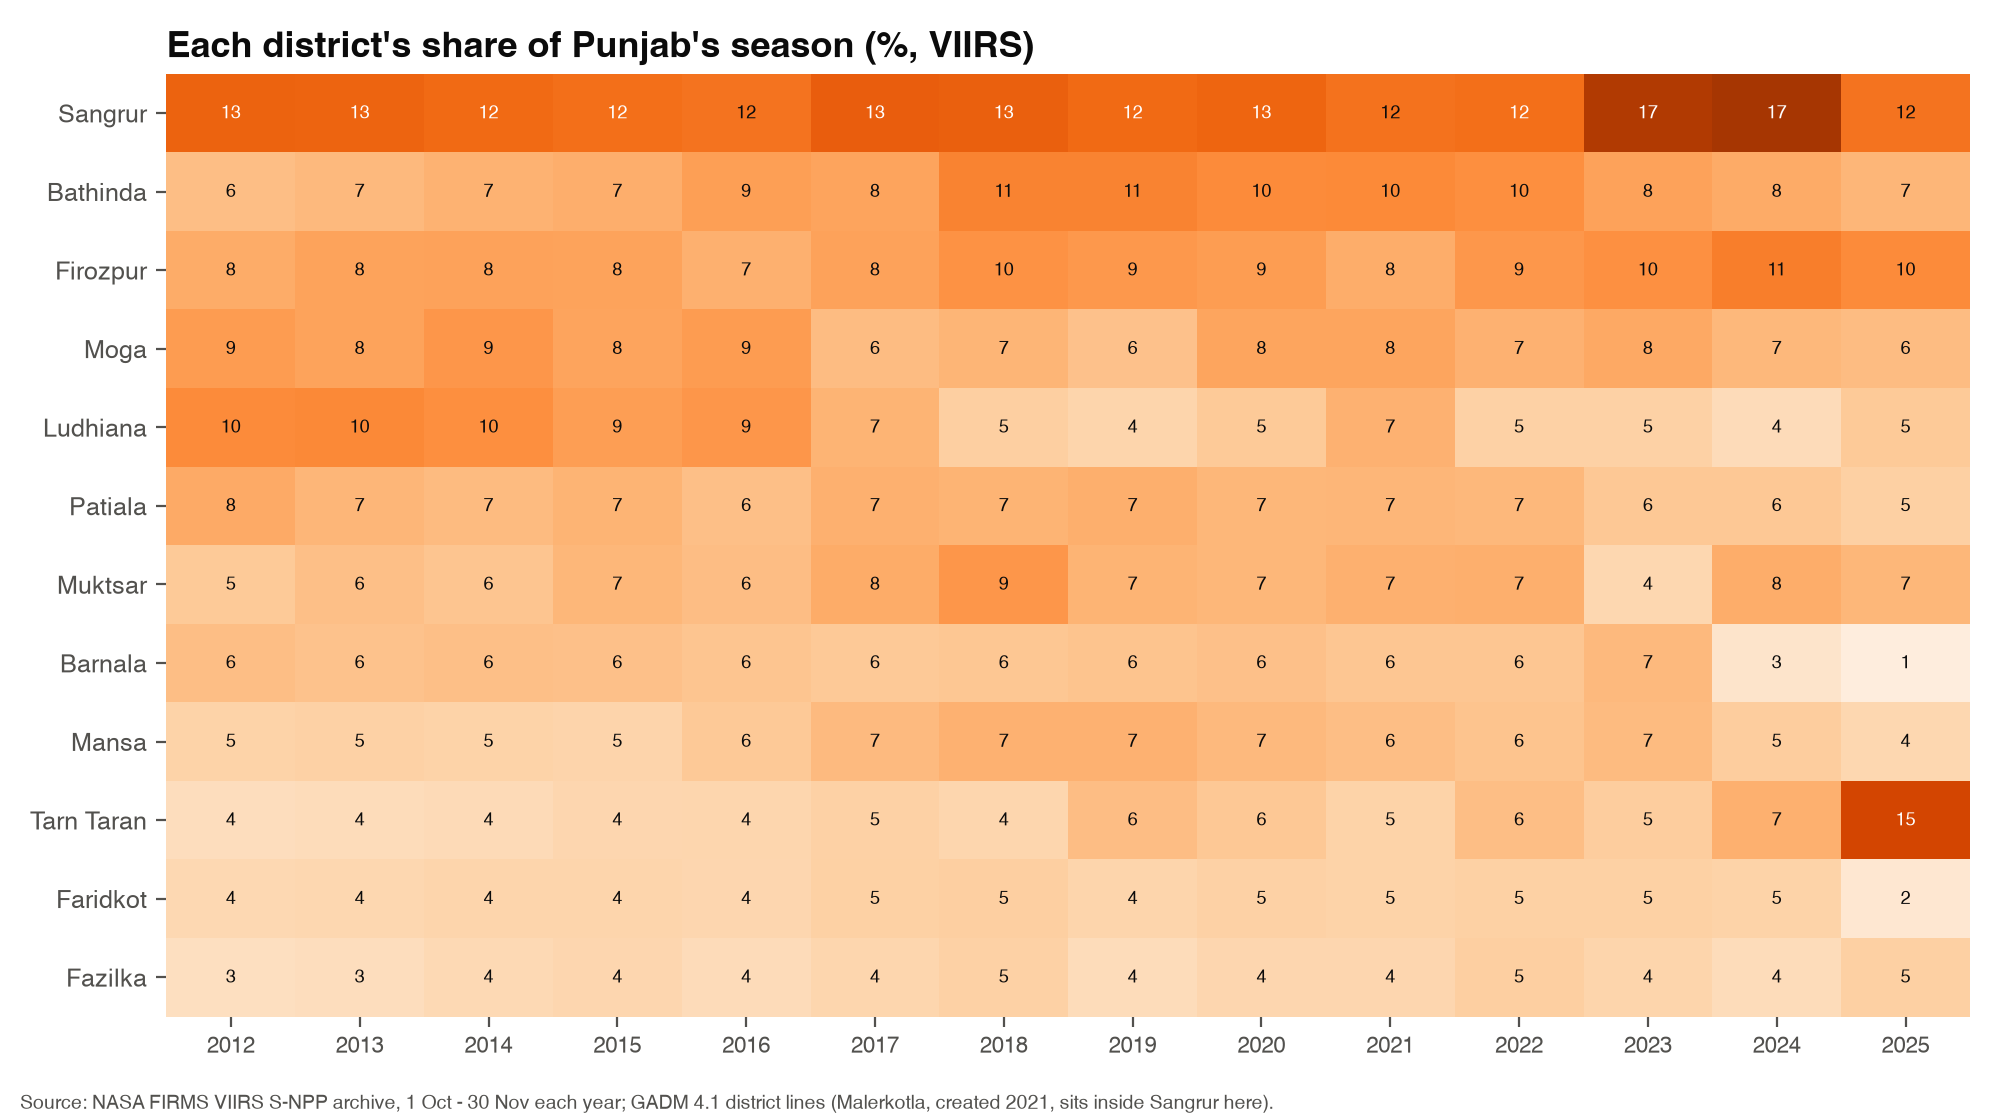 Each district's share of Punjab's season (%, VIIRS)
Sangrur 13 13 12 12 12 13 13 12 13 12 12 17 17 12
Bathinda 6 7 7 7 9 8 11 11 10 10 10 8 8 7
Firozpur 8 8 8 8 7 8 10 9 9 8 9 10 11 10
Moga 9 8 9 8 9 6 7 6 8 8 7 8 7 6
Ludhiana 10 10 10 9 9 7 5 4 5 7 5 5 4 5
Patiala 8 7 7 7 6 7 7 7 7 7 7 6 6 5
Muktsar 5 6 6 7 6 8 9 7 7 7 7 4 8 7
Barnala 6 6 6 6 6 6 6 6 6 6 6 7 3 1
Mansa 5 5 5 5 6 7 7 7 7 6 6 7 5 4
Tarn Taran 4 4 4 4 4 5 4 6 6 5 6 5 7 15
Faridkot 4 4 4 4 4 5 5 4 5 5 5 5 5 2
Fazilka 3 3 4 4 4 4 5 4 4 4 5 4 4 5
2012 2013 2014 2015 2016 2017 2018 2019 2020 2021 2022 2023 2024 2025
Source: NASA FIRMS VIIRS S-NPP archive, 1 Oct - 30 Nov each year; GADM 4.1 district lines (Malerkotla, created 2021, sits inside Sangrur here).